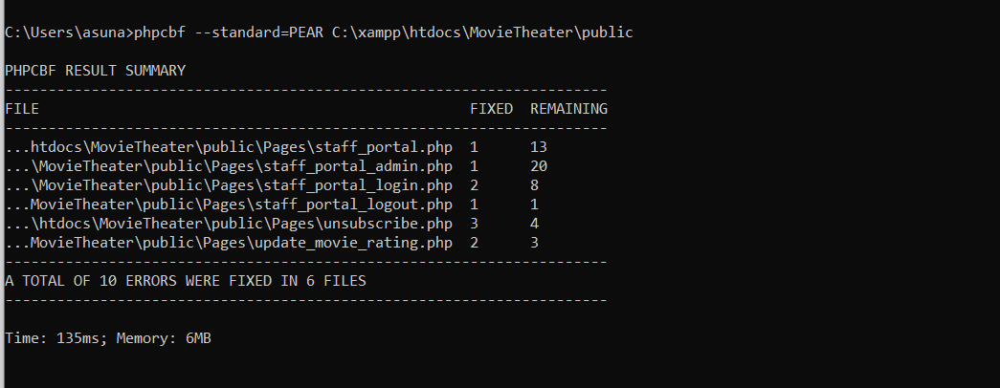 C:\Users\asuna>phpcbf --standard=PEAR C:\xampp\htdocs\MovieTheater\public
PHPCBF RESULT SUMMARY
----------------------------------------------------------------------
FILE                                                  FIXED  REMAINING
----------------------------------------------------------------------
...htdocs\MovieTheater\public\Pages\staff_portal.php  1      13
...\MovieTheater\public\Pages\staff_portal_admin.php  1      20
...\MovieTheater\public\Pages\staff_portal_login.php  2      8
...MovieTheater\public\Pages\staff_portal_logout.php  1      1
...\htdocs\MovieTheater\public\Pages\unsubscribe.php  3      4
...MovieTheater\public\Pages\update_movie_rating.php  2      3
----------------------------------------------------------------------
A TOTAL OF 10 ERRORS WERE FIXED IN 6 FILES
----------------------------------------------------------------------
Time: 135ms; Memory: 6MB